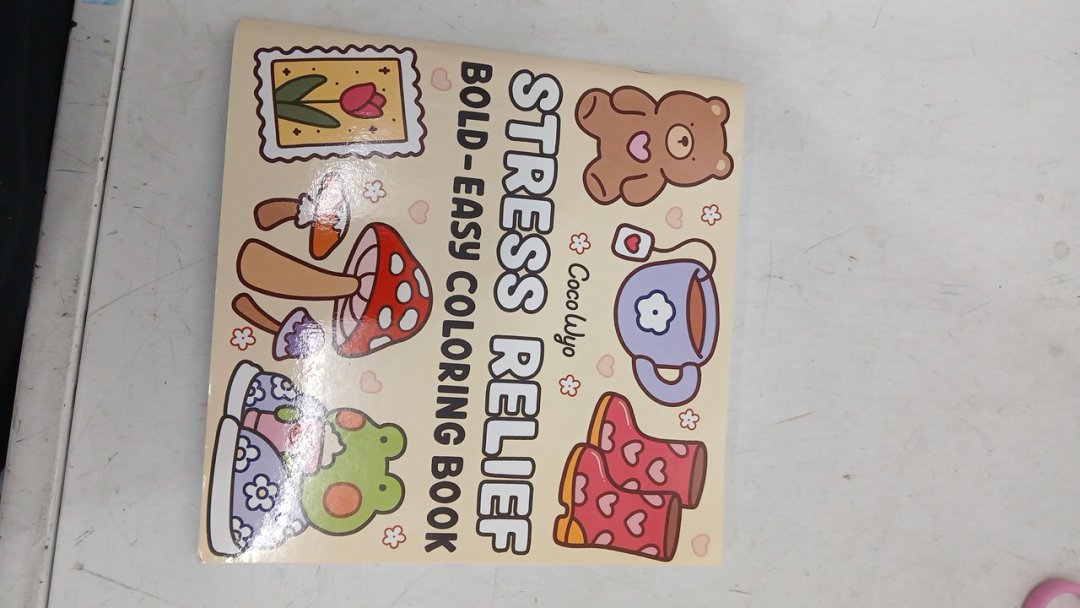 Coco Wyo
STRESS RELIEF
BOLD-EASY COLORING BOOK